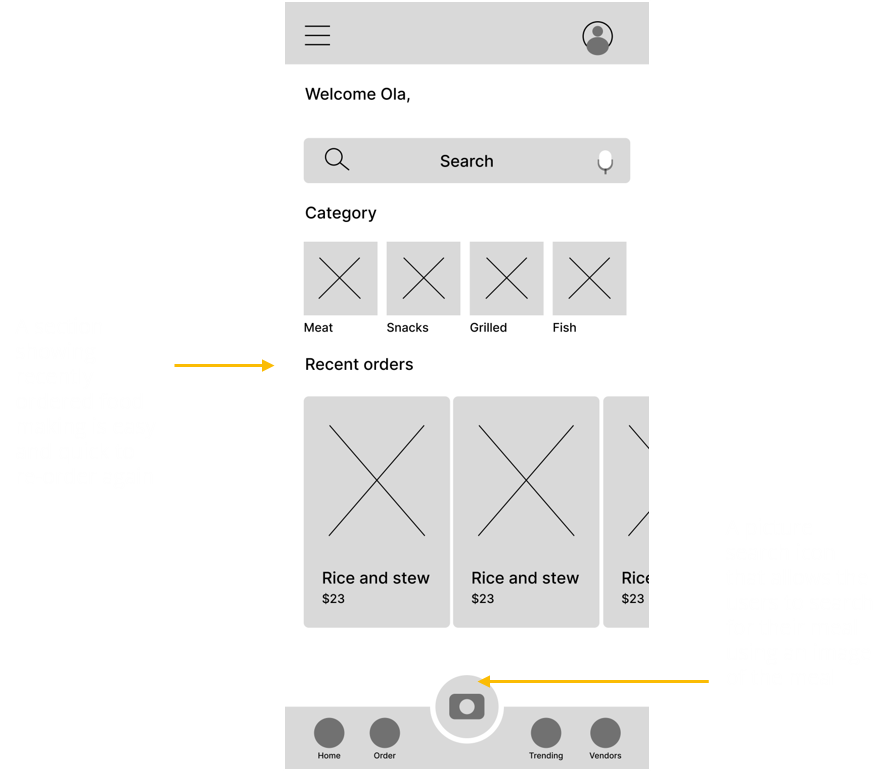 Welcome Ola,
Search
Category
Meat Snacks Grilled Fish
Recent orders
Rice and stew Rice and stew Rice
$23 $23 $23
Home Order Trending Vendors